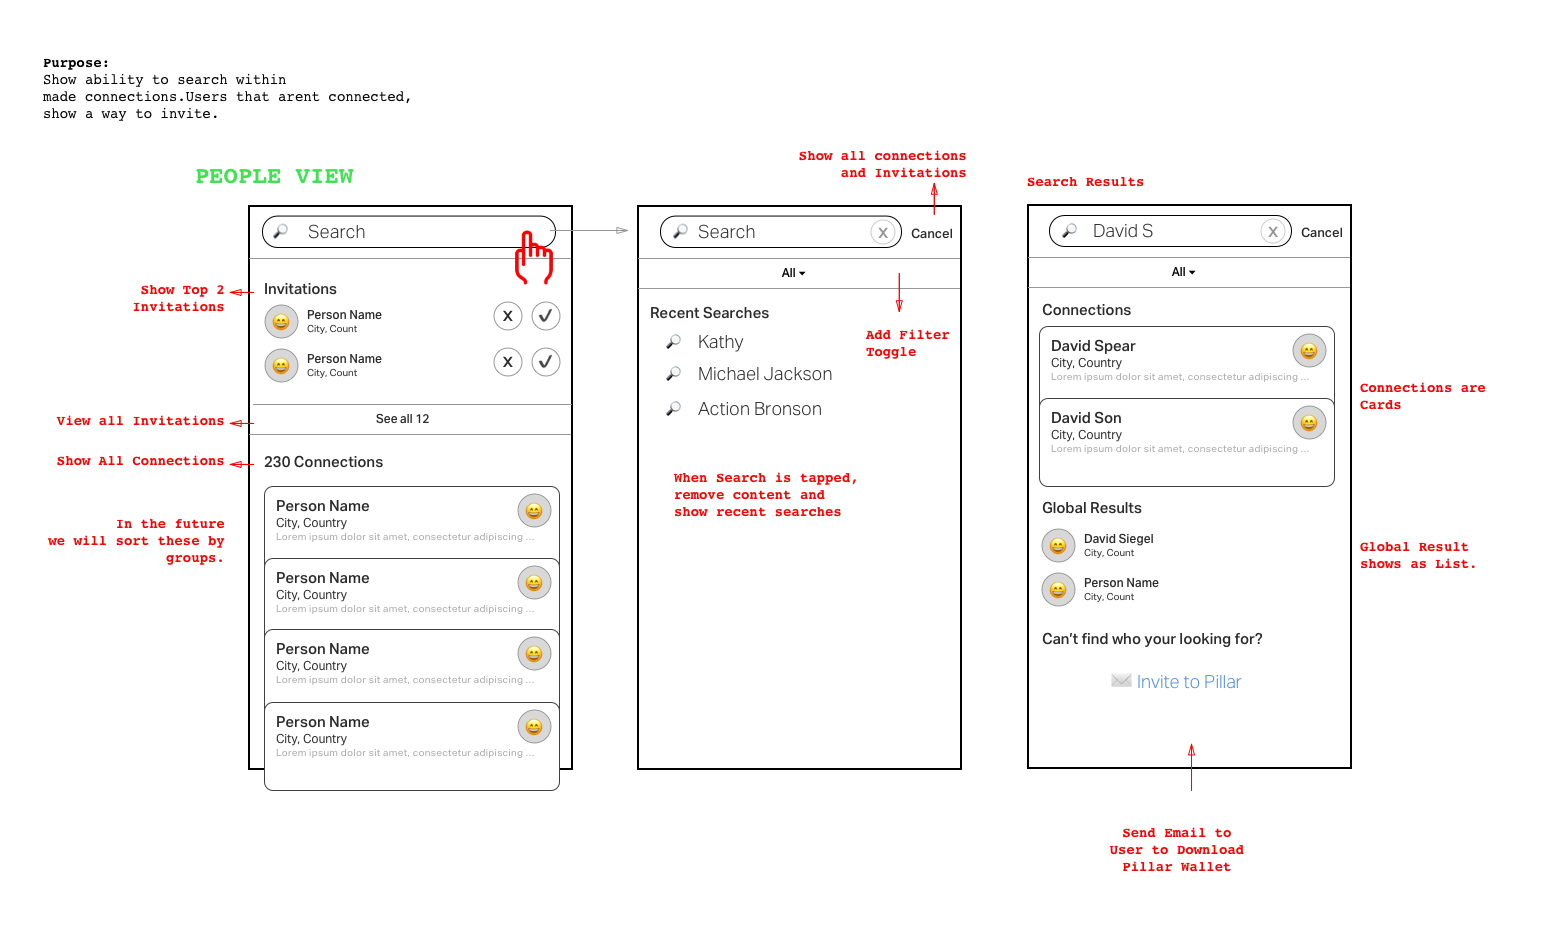 Purpose:
Show ability to search within
made connections.Users that arent connected,
show a way to invite.
PEOPLE VIEW
Search
Show Top 2
Invitations
Invitations
Person Name
City, Count
X
Person Name
City, Count
X
View all Invitations
See all 12
Show All Connections
230 Connections
In the future
we will sort these by
groups.
Person Name
City, Country
Lorem ipsum dolor sit amet, consectetur adipiscing ...
Person Name
City, Country
Lorem ipsum dolor sit amet, consectetur adipiscing ...
Person Name
City, Country
Lorem ipsum dolor sit amet, consectetur adipiscing ...
Person Name
City, Country
Lorem ipsum dolor sit amet, consectetur adipiscing ...
Show all connections
and Invitations
Search
X
Cancel
All
Add Filter
Toggle
Recent Searches
Kathy
Michael Jackson
Action Bronson
When Search is tapped,
remove content and
show recent searches
Search Results
David S
X
Cancel
All
Connections
David Spear
City, Country
Lorem ipsum dolor sit amet, consectetur adipiscing ...
David Son
City, Country
Lorem ipsum dolor sit amet, consectetur adipiscing ...
Connections are
Cards
Global Results
David Siegel
City, Count
Person Name
City, Count
Global Result
shows as List.
Can't find who your looking for?
Invite to Pillar
Send Email to
User to Download
Pillar Wallet